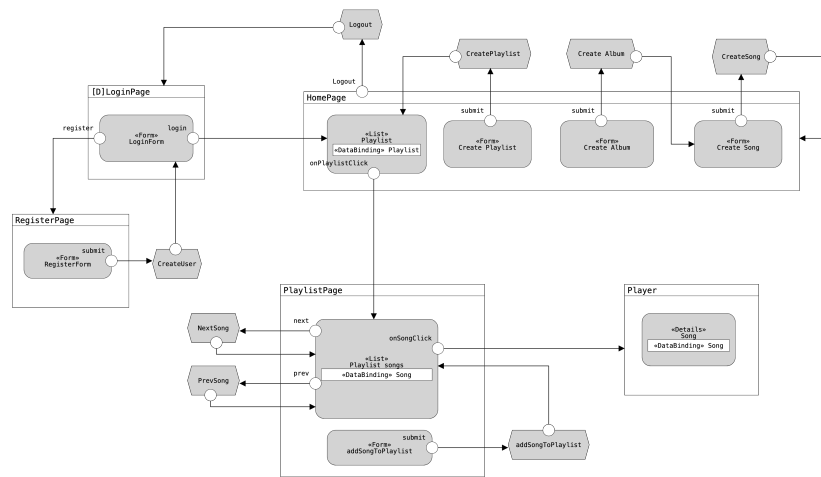 Logout
CreatePlaylist
Create Album
CreateSong
Logout
[D]LoginPage
HomePage
submit
submit
submit
register
login
«Form»
LoginForm
«List»
Playlist
«DataBinding» Playlist
onPlaylistClick
«Form»
Create Playlist
«Form»
Create Album
«Form»
Create Song
RegisterPage
submit
«Form»
RegisterForm
CreateUser
PlaylistPage
Player
NextSong
next
onSongClick
«List»
Playlist songs
«DataBinding» Song
«Details»
Song
«DataBinding» Song
PrevSong
prev
submit
«Form»
addSongToPlaylist
addSongToPlaylist